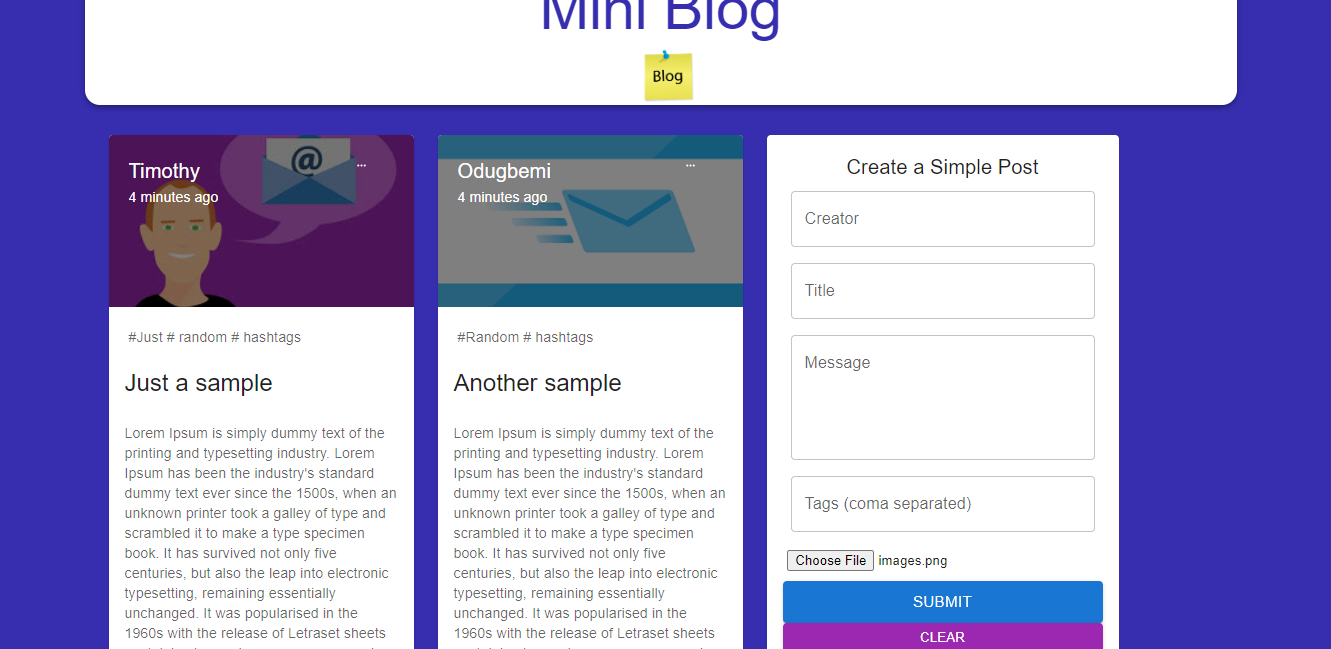 Mini Blog
Blog
Timothy
...
4 minutes ago
#Just # random # hashtags
Just a sample
Lorem Ipsum is simply dummy text of the
printing and typesetting industry. Lorem
Ipsum has been the industry's standard
dummy text ever since the 1500s, when an
unknown printer took a galley of type and
scrambled it to make a type specimen
book. It has survived not only five
centuries, but also the leap into electronic
typesetting, remaining essentially
unchanged. It was popularised in the
1960s with the release of Letraset sheets
Odugbemi
...
4 minutes ago
#Random # hashtags
Another sample
Lorem Ipsum is simply dummy text of the
printing and typesetting industry. Lorem
Ipsum has been the industry's standard
dummy text ever since the 1500s, when an
unknown printer took a galley of type and
scrambled it to make a type specimen
book. It has survived not only five
centuries, but also the leap into electronic
typesetting, remaining essentially
unchanged. It was popularised in the
1960s with the release of Letraset sheets
Create a Simple Post
Creator
Title
Message
Tags (coma separated)
Choose File images.png
SUBMIT
CLEAR